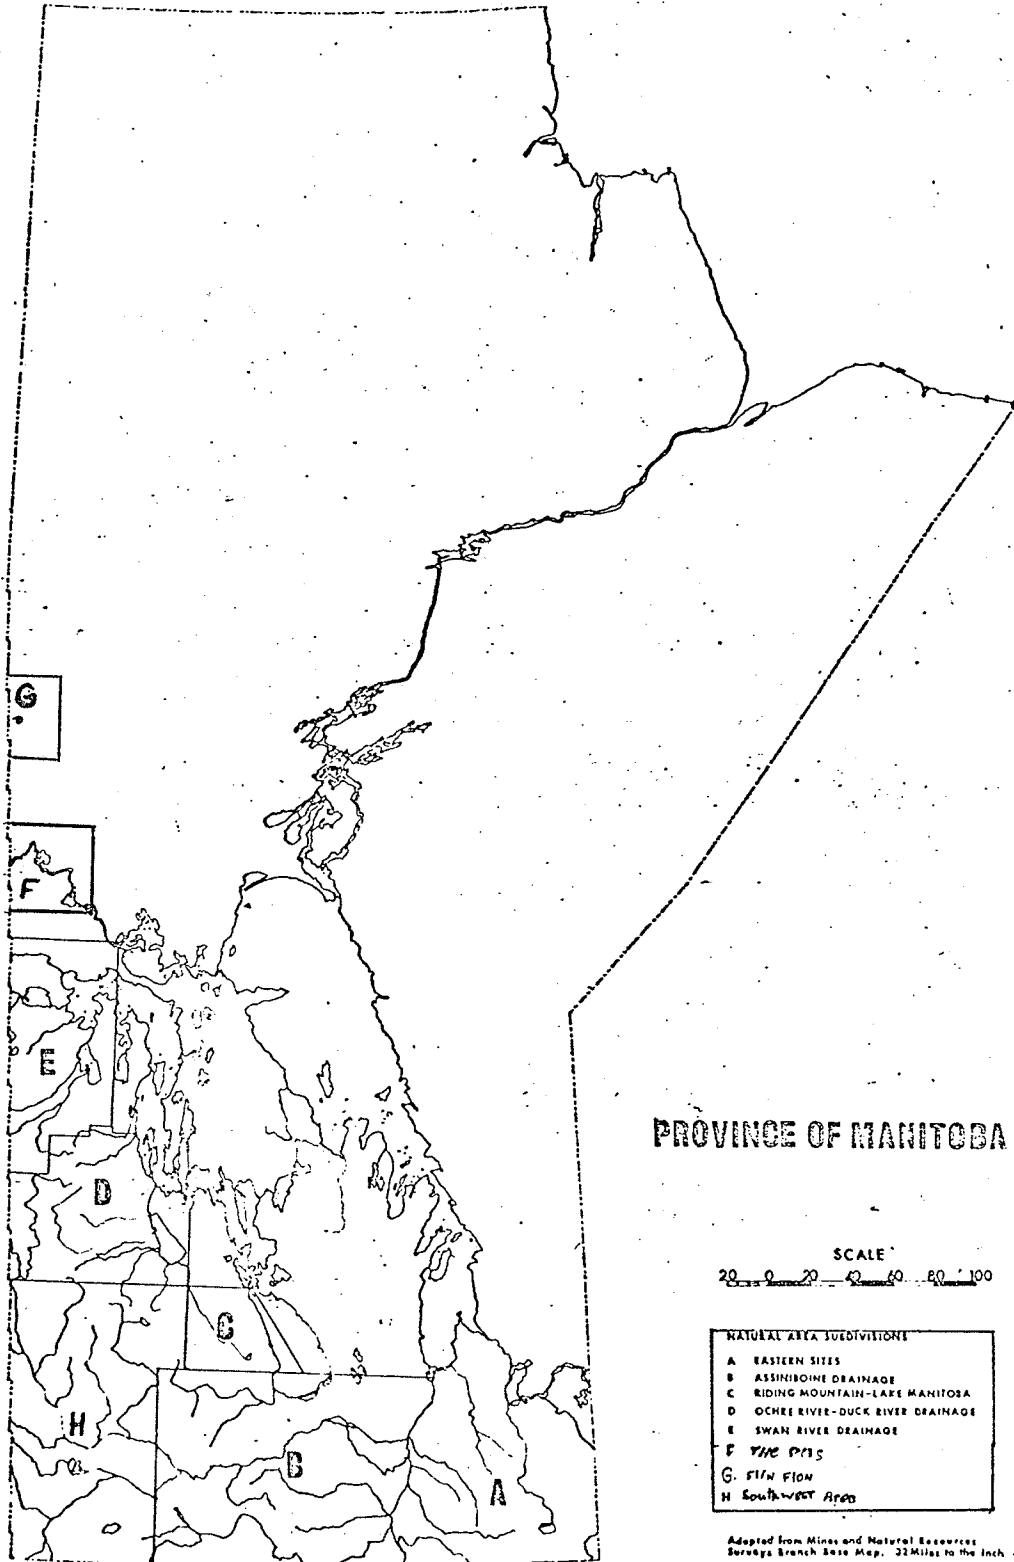 G
F
E
D
C
H
B
A
PROVINCE OF MANITOBA
SCALE
20 0 20 40 60 80 100
NATURAL AREA SUBDIVISIONS
A EASTERN SITES
B ASSINIBOINE DRAINAGE
C RIDING MOUNTAIN-LAKE MANITOBA
D OCHRE RIVER-DUCK RIVER DRAINAGE
E SWAN RIVER DRAINAGE
F THE PAS
G. FlIN FlON
H SouthWEST AreA
Adapted from Mines and Natural Resources
Surveys Branch Base Map. 32Miles to the Inch